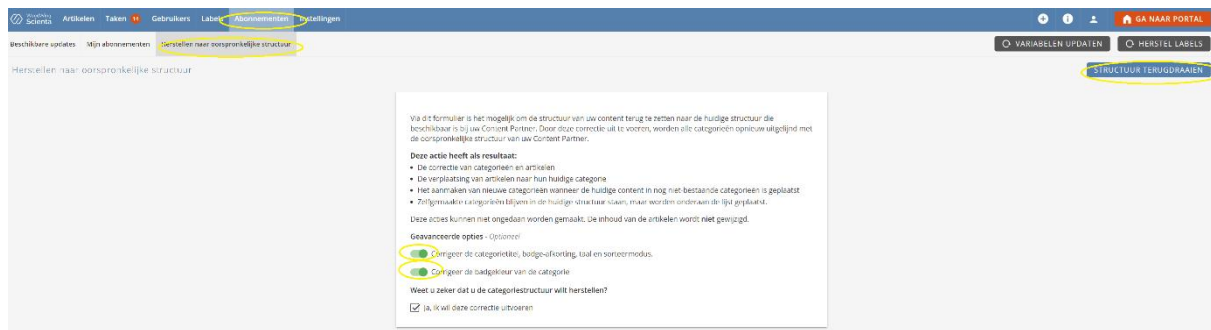 Scienta Artikelen Taken Gebruikers Labels Abonnementen Instellingen GA NAAR PORTAL
Beschikbare updates Mijn abonnementen Herstellen naar oorspronkelijke structuur VARIABELEN UPDATEN HERSTEL LABELS
Herstellen naar oorspronkelijke structuur STRUCTUUR TERUGDRAAIEN
Via dit formulier is het mogelijk om de structuur van uw content terug te zetten naar de huidige structuur die
beschikbaar is bij uw Content Partner. Door deze correctie uit te voeren, worden alle categorieën opnieuw uitgelijnd met
de oorspronkelijke structuur van uw Content Partner.
Deze actie heeft als resultaat:
• De correctie van categorieën en artikelen
• De verplaatsing van artikelen naar hun huidige categorie
• Het aanmaken van nieuwe categorieën wanneer de huidige content in nog niet-bestaande categorieën is geplaatst
• Zelfgemaakte categorieën blijven in de huidige structuur staan, maar worden onderaan de lijst geplaatst.
Deze acties kunnen niet ongedaan worden gemaakt. De inhoud van de artikelen wordt niet gewijzigd.
Geavanceerde opties - Optioneel
Corrigeer de categorietitel, badge-afkorting, taal en sorteermodus.
Corrigeer de badgekleur van de categorie
Weet u zeker dat u de categoriestructuur wilt herstellen?
Ja, ik wil deze correctie uitvoeren